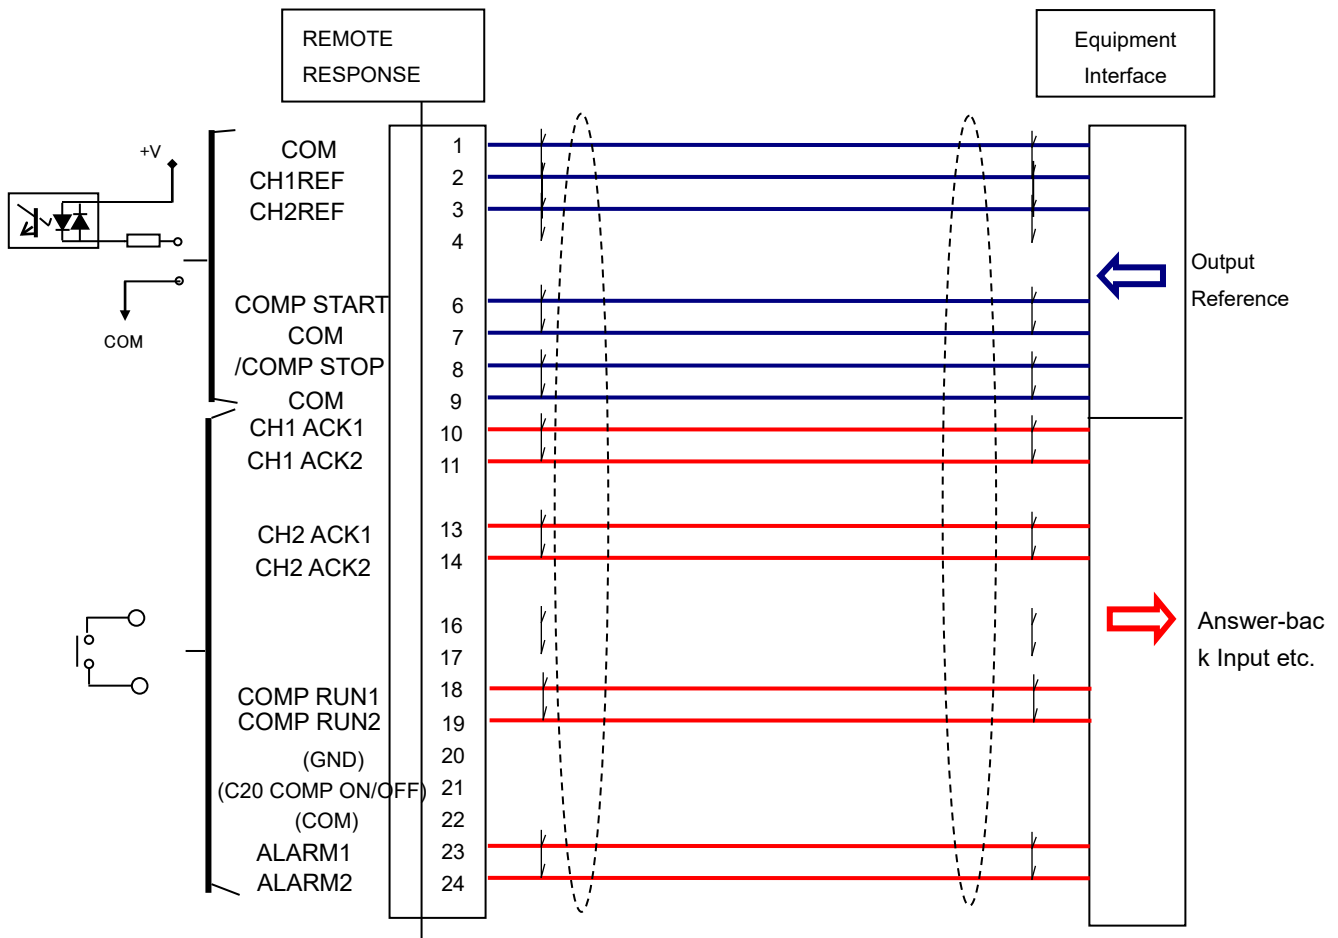 REMOTE
RESPONSE
Equipment
Interface
+V
COM
COM 1
CH1REF 2
CH2REF 3
4
COMP START 6
COM 7
/COMP STOP 8
COM 9
CH1 ACK1 10
CH1 ACK2 11
CH2 ACK1 13
CH2 ACK2 14
16
17
COMP RUN1 18
COMP RUN2 19
(GND) 20
(C20 COMP ON/OFF) 21
(COM) 22
ALARM1 23
ALARM2 24
Output
Reference
Answer-bac
k Input etc.